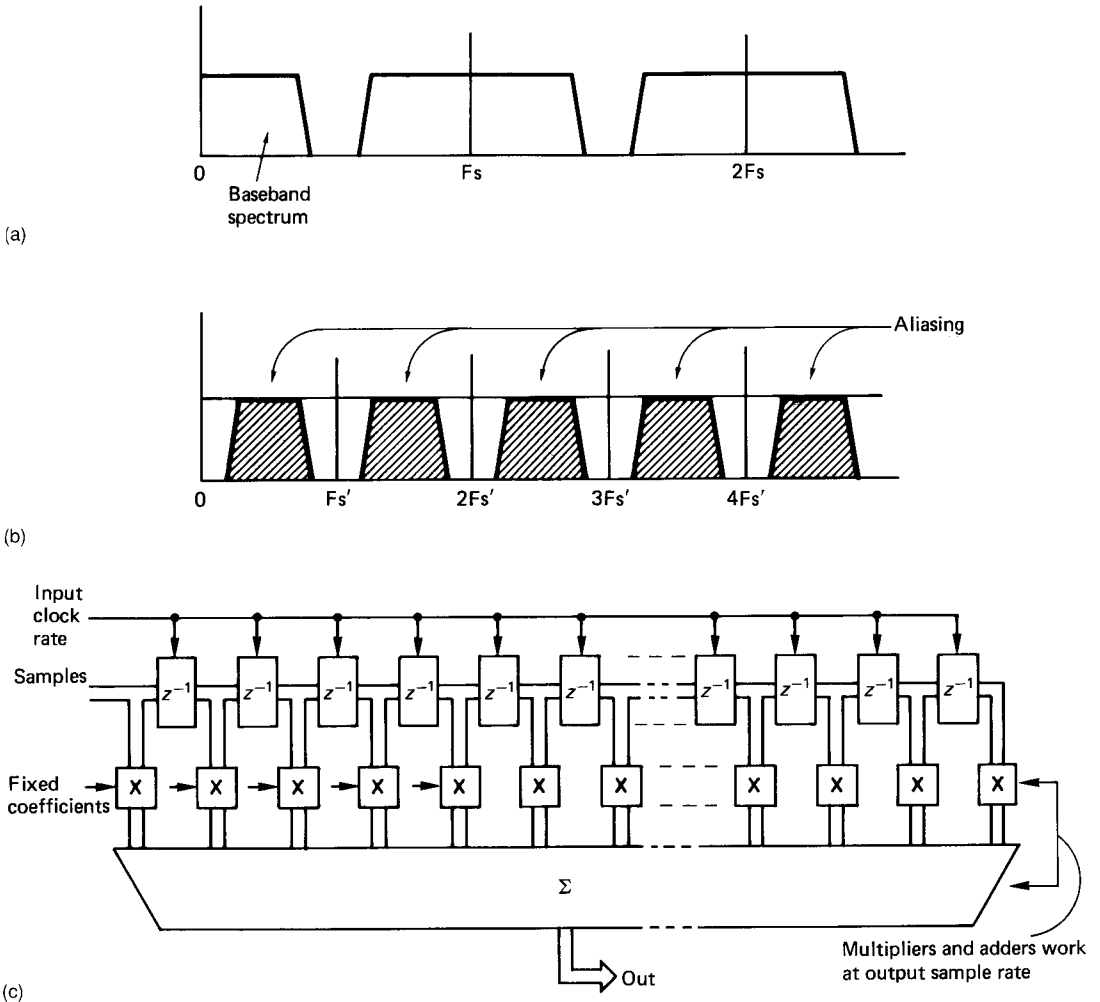 0
Fs
2Fs
Baseband
spectrum
(a)
Aliasing
0
Fs′
2Fs′
3Fs′
4Fs′
(b)
Input
clock
rate
Samples
z⁻¹ z⁻¹ z⁻¹ z⁻¹ z⁻¹ z⁻¹ z⁻¹ z⁻¹ z⁻¹ z⁻¹
Fixed
coefficients
X X X X X X X X X X X
Σ
Multipliers and adders work
at output sample rate
Out
(c)